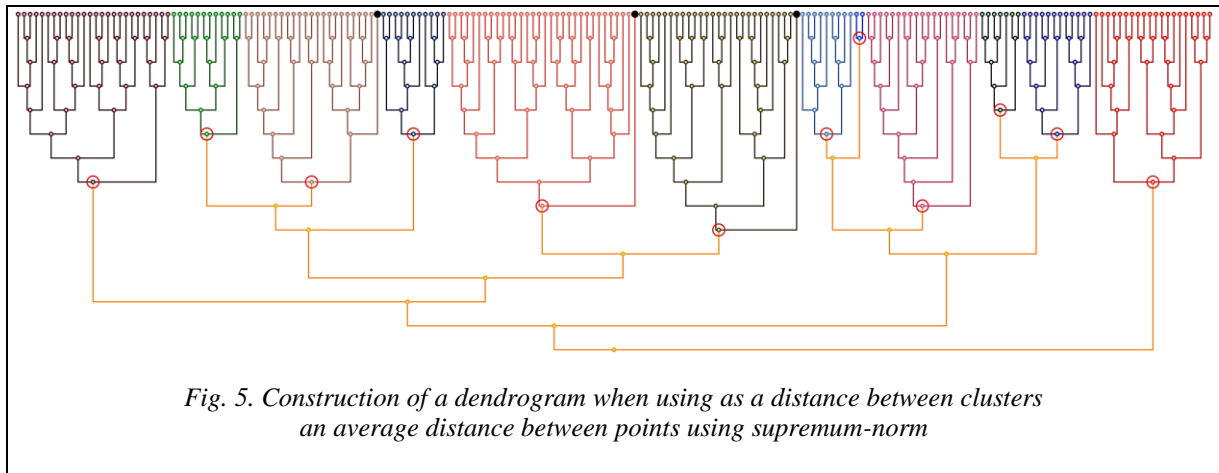 Fig. 5. Construction of a dendrogram when using as a distance between clusters
an average distance between points using supremum-norm